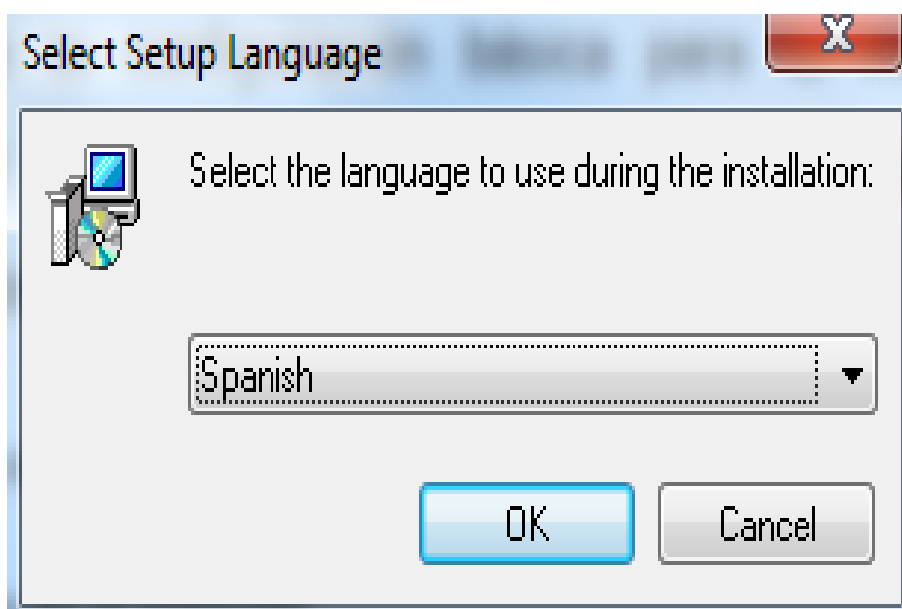 Select Setup Language
Select the language to use during the installation:
Spanish
OK
Cancel